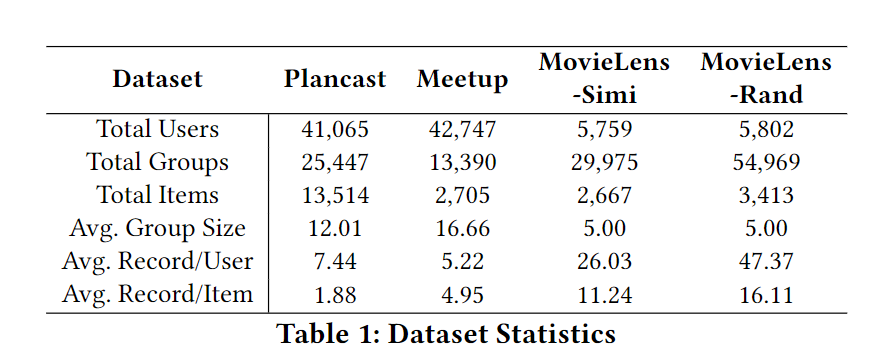 Dataset Plancast Meetup MovieLens -Simi MovieLens -Rand
Total Users 41,065 42,747 5,759 5,802
Total Groups 25,447 13,390 29,975 54,969
Total Items 13,514 2,705 2,667 3,413
Avg. Group Size 12.01 16.66 5.00 5.00
Avg. Record/User 7.44 5.22 26.03 47.37
Avg. Record/Item 1.88 4.95 11.24 16.11
Table 1: Dataset Statistics